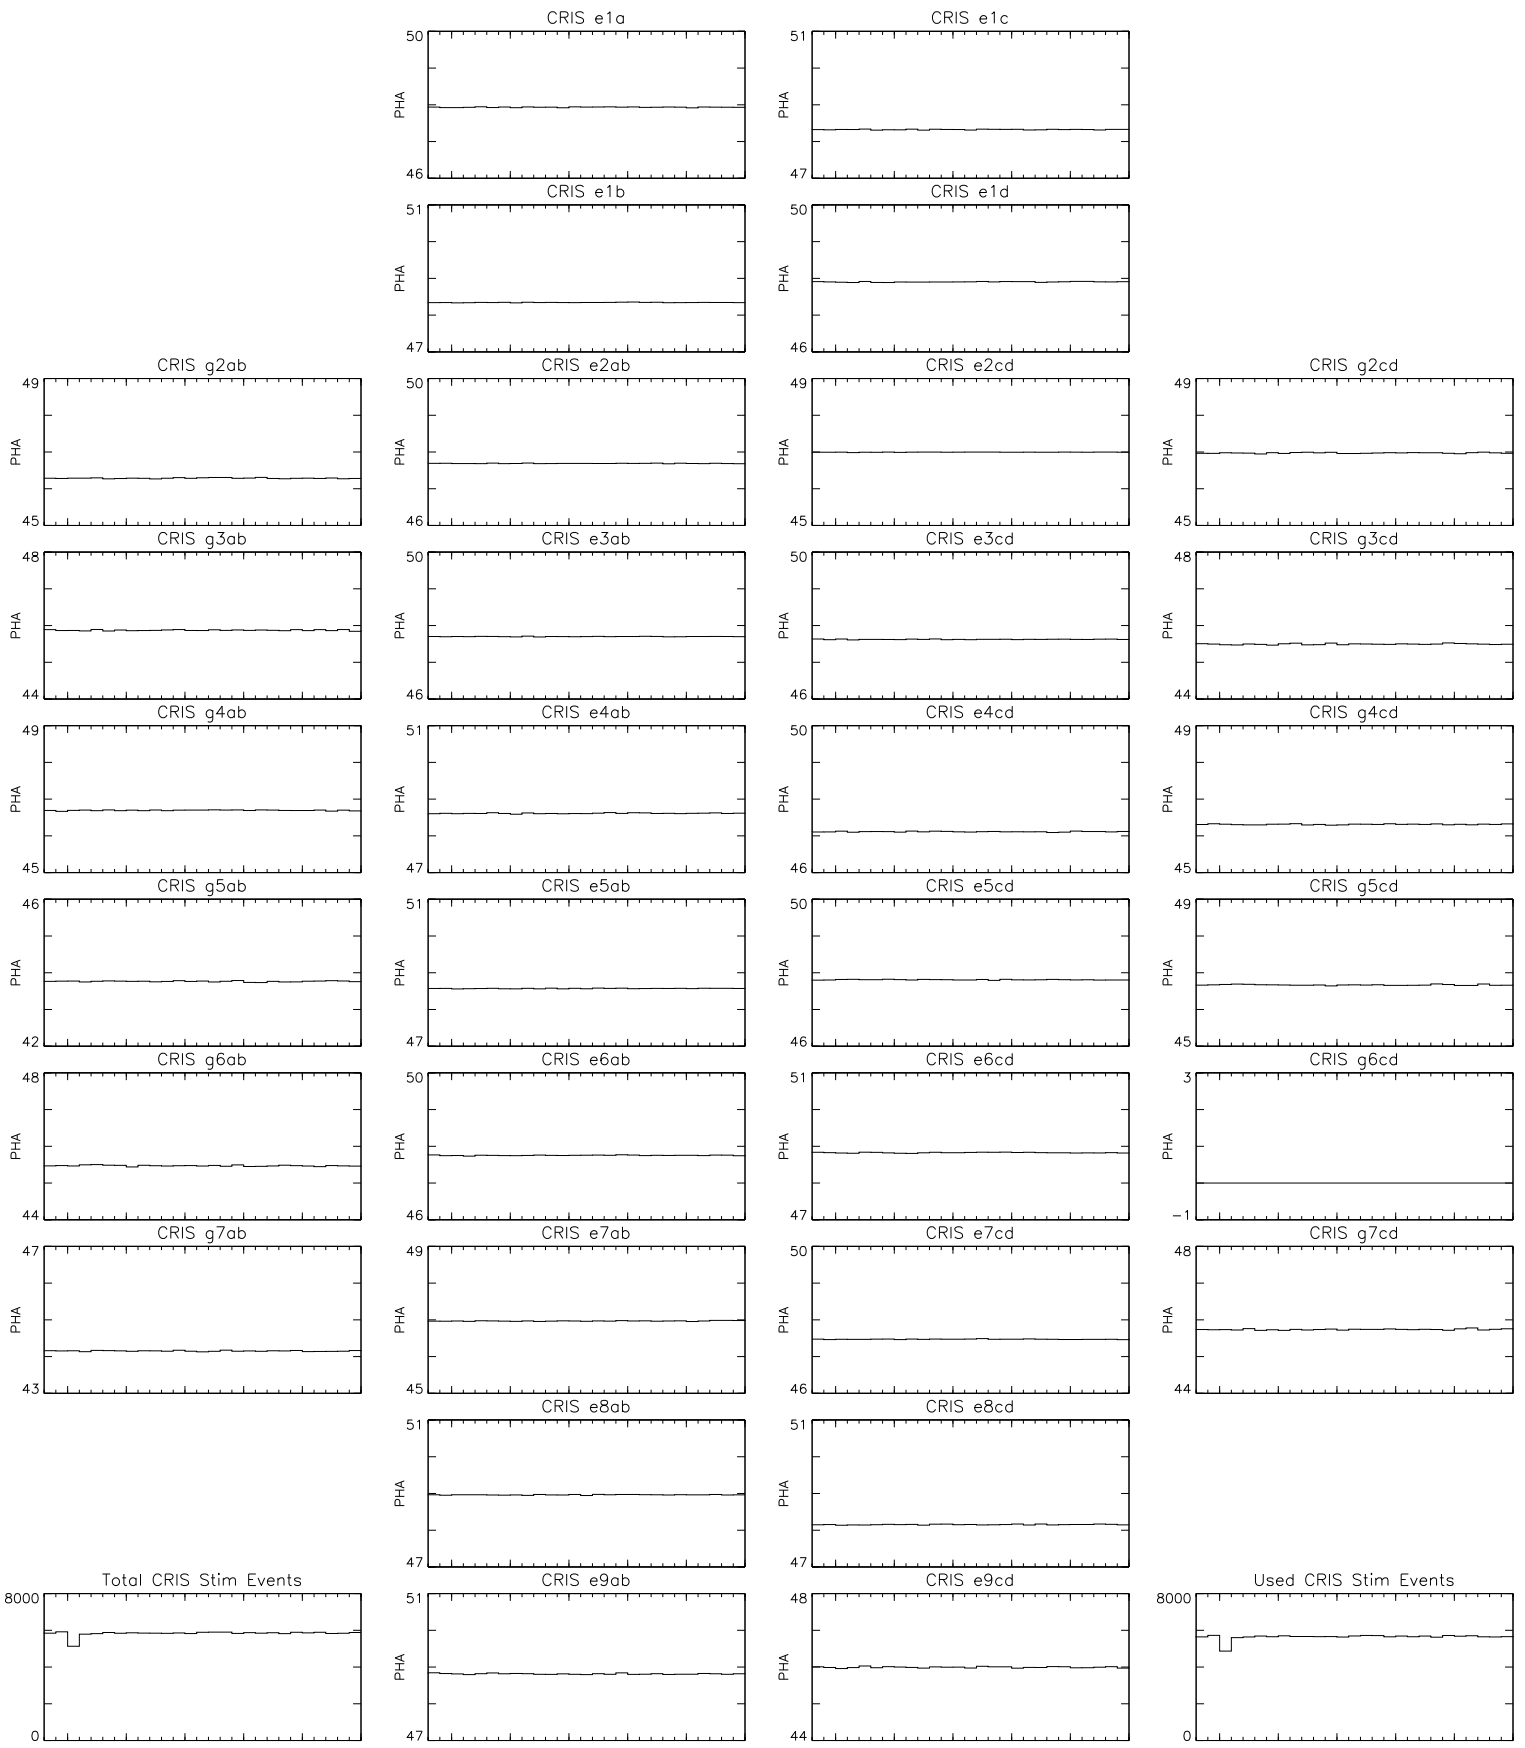 CRIS e1a
50
PHA
46
CRIS e1c
51
PHA
47
CRIS e1b
51
PHA
47
CRIS e1d
50
PHA
46
CRIS g2ab
49
PHA
45
CRIS e2ab
50
PHA
46
CRIS e2cd
49
PHA
45
CRIS g2cd
49
PHA
45
CRIS g3ab
48
PHA
44
CRIS e3ab
50
PHA
46
CRIS e3cd
50
PHA
46
CRIS g3cd
48
PHA
44
CRIS g4ab
49
PHA
45
CRIS e4ab
51
PHA
47
CRIS e4cd
50
PHA
46
CRIS g4cd
49
PHA
45
CRIS g5ab
46
PHA
42
CRIS e5ab
51
PHA
47
CRIS e5cd
50
PHA
46
CRIS g5cd
49
PHA
45
CRIS g6ab
48
PHA
44
CRIS e6ab
50
PHA
46
CRIS e6cd
51
PHA
47
CRIS g6cd
3
PHA
-1
CRIS g7ab
47
PHA
43
CRIS e7ab
49
PHA
45
CRIS e7cd
50
PHA
46
CRIS g7cd
48
PHA
44
CRIS e8ab
51
PHA
47
CRIS e8cd
51
PHA
47
Total CRIS Stim Events
8000
0
CRIS e9ab
51
PHA
47
CRIS e9cd
48
PHA
44
Used CRIS Stim Events
8000
0